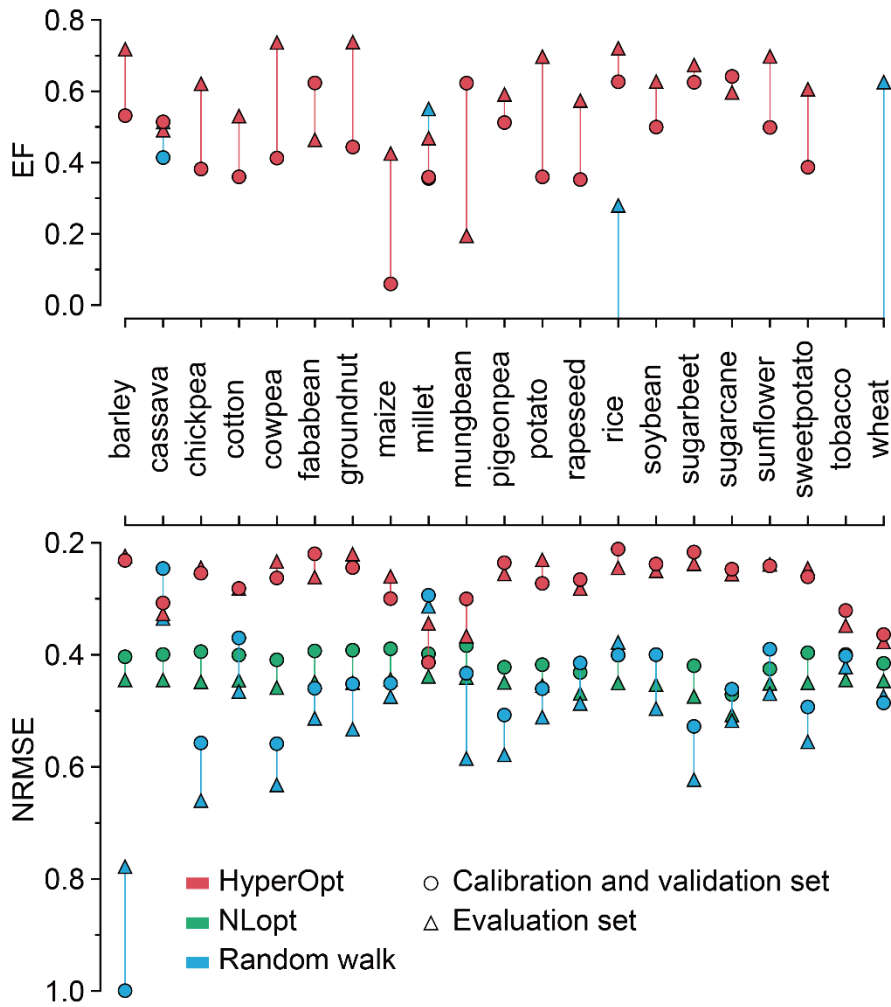 0.8
0.6
0.4
0.2
0.0
EF
barley
cassava
chickpea
cotton
cowpea
fababean
groundnut
maize
millet
mungbean
pigeonpea
potato
rapeseed
rice
soybean
sugarbeet
sugarcane
sunflower
sweetpotato
tobacco
wheat
0.2
0.4
0.6
0.8
1.0
NRMSE
HyperOpt
NLopt
Random walk
Calibration and validation set
Evaluation set